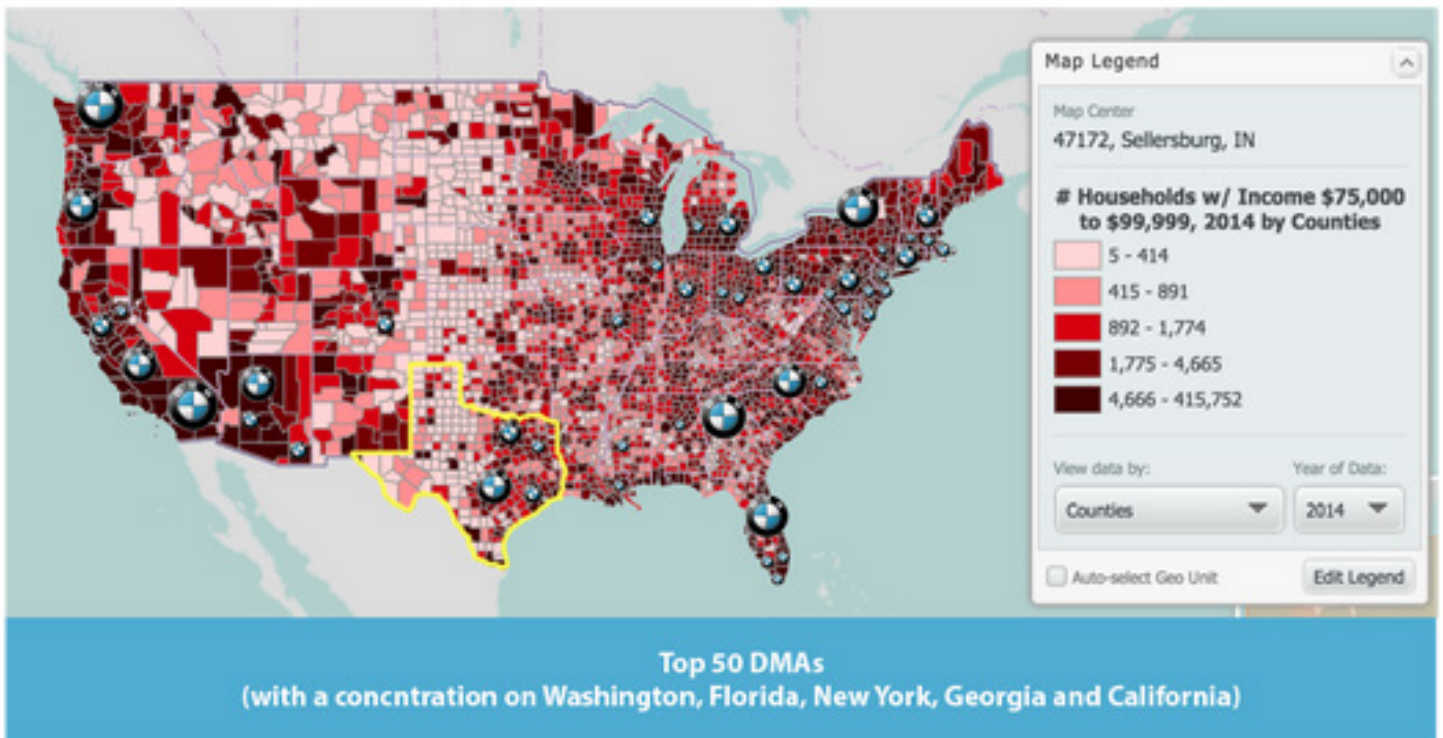 Map Legend
Map Center
47172, Sellersburg, IN
# Households w/ Income $75,000
to $99,999, 2014 by Counties
5 - 414
415 - 891
892 - 1,774
1,775 - 4,665
4,666 - 415,752
View data by:
Year of Data:
Counties
2014
Auto-select Geo Unit
Edit Legend
Top 50 DMAs
(with a concntration on Washington, Florida, New York, Georgia and California)